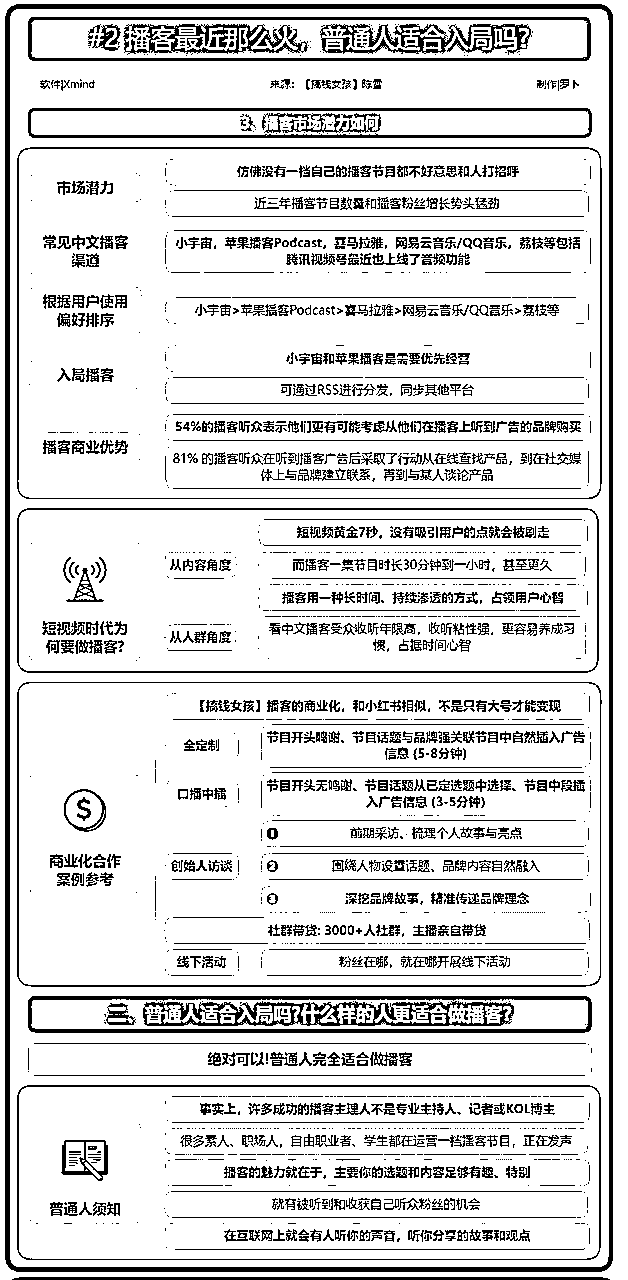 #2 播客最近那么火，普通人适合入局吗?
软件|Xmind
来源：【搞钱女孩】陈雪
制作|萝卜
3、播客市场潜力如何
市场潜力
仿佛没有一档自己的播客节目都不好意思和人打招呼
近三年播客节目数量和播客粉丝增长势头猛劲
常见中文播客
渠道
小宇宙，苹果播客Podcast，喜马拉雅，网易云音乐/QQ音乐，荔枝等包括
腾讯视频号最近也上线了音频功能
根据用户使用
偏好排序
小宇宙>苹果播客Podcast>喜马拉雅>网易云音乐/QQ音乐>荔枝等
入局播客
小宇宙和苹果播客是需要优先经营
可通过RSS进行分发，同步其他平台
播客商业优势
54%的播客听众表示他们更有可能考虑从他们在播客上听到广告的品牌购买
81% 的播客听众在听到播客广告后采取了行动从在线查找产品，到在社交媒
体上与品牌建立联系，再到与某人谈论产品
短视频时代为
何要做播客?
从内容角度
短视频黄金7秒，没有吸引用户的点就会被刷走
而播客一集节目时长30分钟到一小时，甚至更久
播客用一种长时间、持续渗透的方式，占领用户心智
从人群角度
看中文播客受众收听年限高，收听粘性强，更容易养成习
惯，占据时间心智
商业化合作
案例参考
【搞钱女孩】播客的商业化，和小红书相似，不是只有大号才能变现
全定制
节目开头鸣谢、节目话题与品牌强关联节目中自然插入广告
信息 (5-8分钟)
口播中插
节目开头无鸣谢、节目话题从已定选题中选择、节目中段插
入广告信息 (3-5分钟)
创始人访谈
❶ 前期采访、梳理个人故事与亮点
❷ 围绕人物设置话题、品牌内容自然融入
❸ 深挖品牌故事，精准传递品牌理念
社群带货: 3000+人社群，主播亲自带货
线下活动
粉丝在哪，就在哪开展线下活动
二、普通人适合入局吗?什么样的人更适合做播客?
绝对可以!普通人完全适合做播客
普通人须知
事实上，许多成功的播客主理人不是专业主持人、记者或KOL博主
很多素人、职场人，自由职业者、学生都在运营一档播客节目，正在发声
播客的魅力就在于，主要你的选题和内容足够有趣、特别
就有被听到和收获自己听众粉丝的机会
在互联网上就会有人听你的声音，听你分享的故事和观点